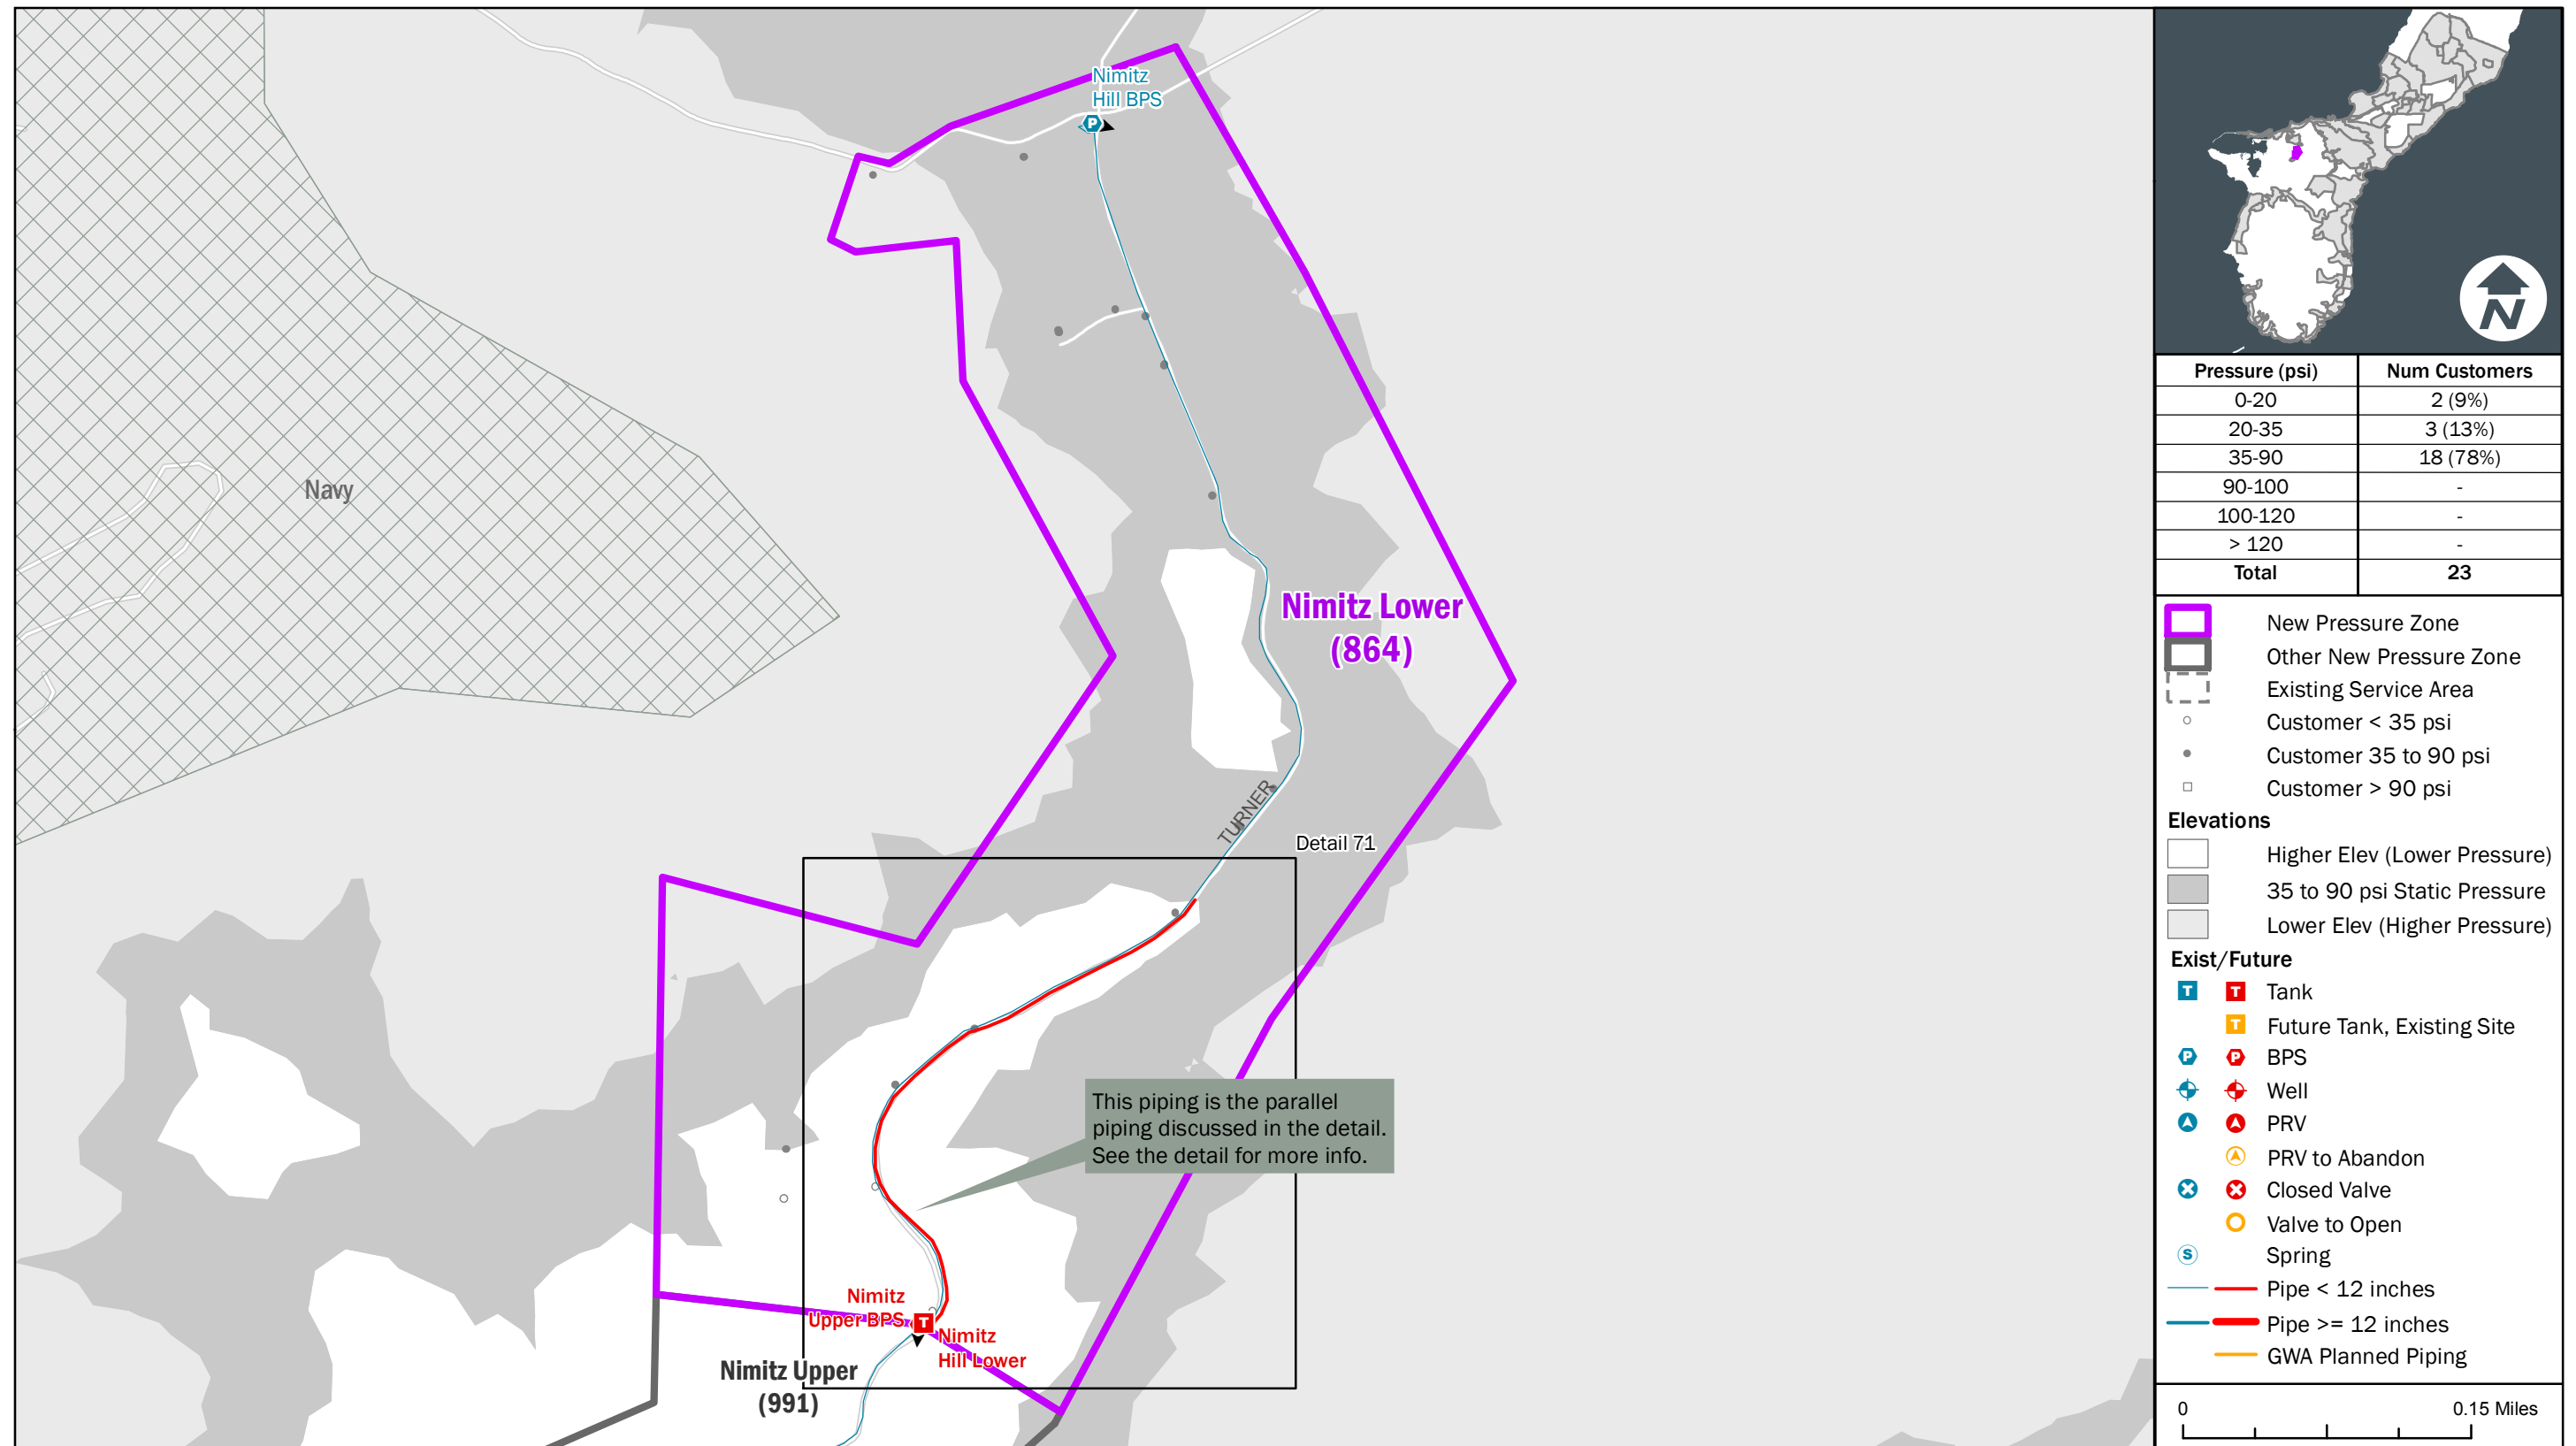 Nimitz
Hill BPS
Navy
Nimitz Lower
(864)
TURNER
Detail 71
This piping is the parallel
piping discussed in the detail.
See the detail for more info.
Nimitz
Upper BPS
T
Nimitz
Hill Lower
Nimitz Upper
(991)
P
N
Pressure (psi) Num Customers
0-20 2 (9%)
20-35 3 (13%)
35-90 18 (78%)
90-100 -
100-120 -
> 120 -
Total 23
New Pressure Zone
Other New Pressure Zone
Existing Service Area
Customer < 35 psi
Customer 35 to 90 psi
Customer > 90 psi
Elevations
Higher Elev (Lower Pressure)
35 to 90 psi Static Pressure
Lower Elev (Higher Pressure)
Exist/Future
T T Tank
T Future Tank, Existing Site
P P BPS
Well
PRV
PRV to Abandon
Closed Valve
Valve to Open
S Spring
Pipe < 12 inches
Pipe >= 12 inches
GWA Planned Piping
0 0.15 Miles